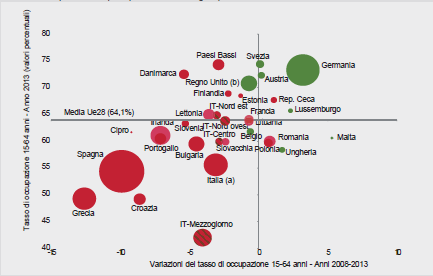 Tasso di occupazione 15-64 anni - Anno 2013 (valori percentuali)
80
75
70
65
60
55
50
45
40
Paesi Bassi
Svezia
Germania
Danimarca
Austria
Regno Unito (b)
Finlandia
Estonia
Rep. Ceca
IT-Nord est
Lussemburgo
Media Ue28 (64,1%)
Lettonia
Francia
Irlanda
Lituania
Cipro
Slovenia
IT-Nord ovest
Belgio
Malta
Portogallo
IT-Centro
Romania
Bulgaria
Slovacchia
Polonia
Ungheria
Spagna
Italia (a)
Grecia
Croazia
IT-Mezzogiorno
-15
-10
-5
0
5
10
Variazioni del tasso di occupazione 15-64 anni - Anni 2008-2013